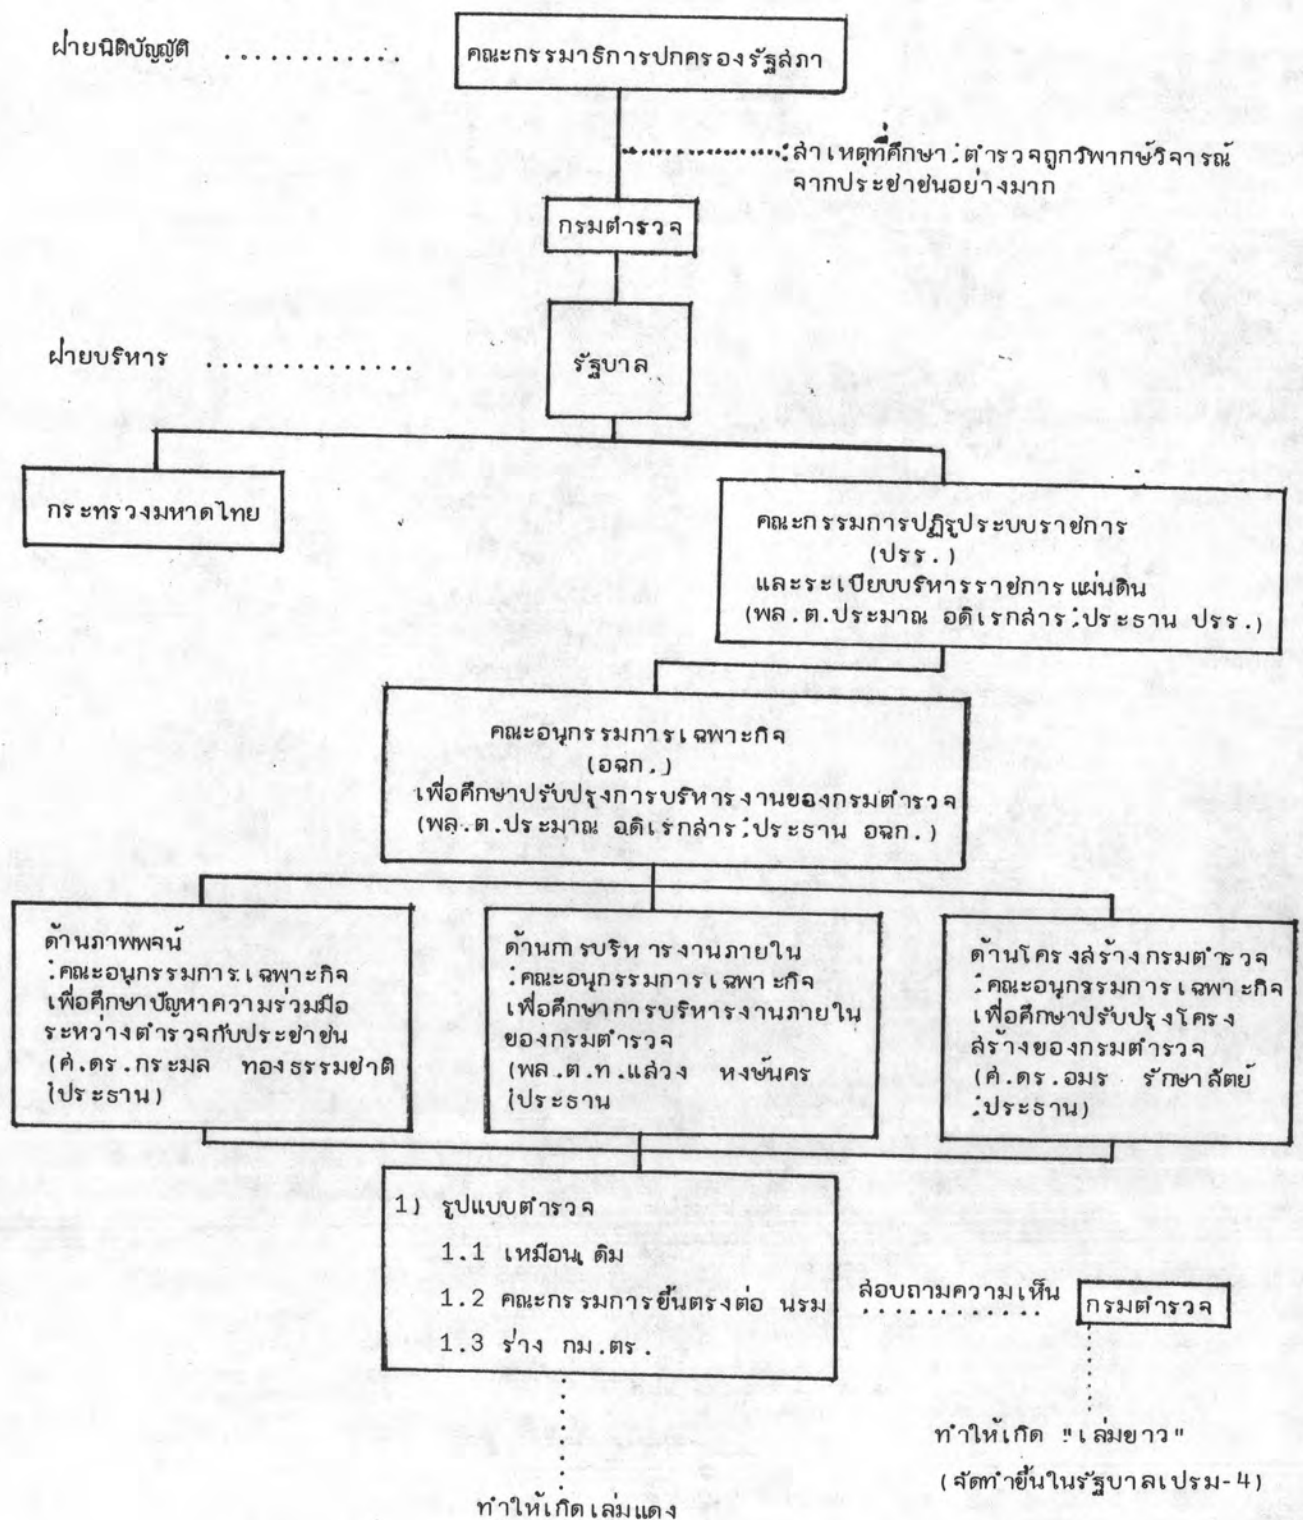 ฝ่ายนิติบัญญัติ ............
คณะกรรมาธิการปกครองรัฐสภา
:สาเหตุที่ศึกษา:ตำรวจถูกวิพากษ์วิจารณ์
จากประชาชนอย่างมาก
กรมตำรวจ
ฝ่ายบริหาร .............
รัฐบาล
กระทรวงมหาดไทย
คณะกรรมการปฏิรูประบบราชการ
(ปรร.)
และระเบียบบริหารราชการแผ่นดิน
(พล.ต.ประมาณ อดิเรกสาร:ประธาน ปรร.)
คณะอนุกรรมการเฉพาะกิจ
(อฉก.)
เพื่อศึกษาปรับปรุงการบริหารงานของกรมตำรวจ
(พล.ต.ประมาณ อดิเรกสาร:ประธาน อฉก.)
ด้านภาพพจน์
:คณะอนุกรรมการเฉพาะกิจ
เพื่อศึกษาปัญหาความร่วมมือ
ระหว่างตำรวจกับประชาชน
(ศ.ดร.กระมล ทองธรรมชาติ
:ประธาน)
ด้านการบริหารงานภายใน
:คณะอนุกรรมการเฉพาะกิจ
เพื่อศึกษาการบริหารงานภายใน
ของกรมตำรวจ
(พล.ต.ท.แสวง หงษ์นคร
:ประธาน
ด้านโครงสร้างกรมตำรวจ
:คณะอนุกรรมการเฉพาะกิจ
เพื่อศึกษาปรับปรุงโครง
สร้างของกรมตำรวจ
(ศ.ดร.อมร รักษาสัตย์
:ประธาน)
1) รูปแบบตำรวจ
1.1 เหมือนเดิม
1.2 คณะกรรมการขึ้นตรงต่อ นรม
1.3 ร่าง กม.ตร.
สอบถามความเห็น
กรมตำรวจ
ทำให้เกิด "เล่มขาว"
(จัดทำขึ้นในรัฐบาลเปรม-4)
ทำให้เกิดเล่มแดง